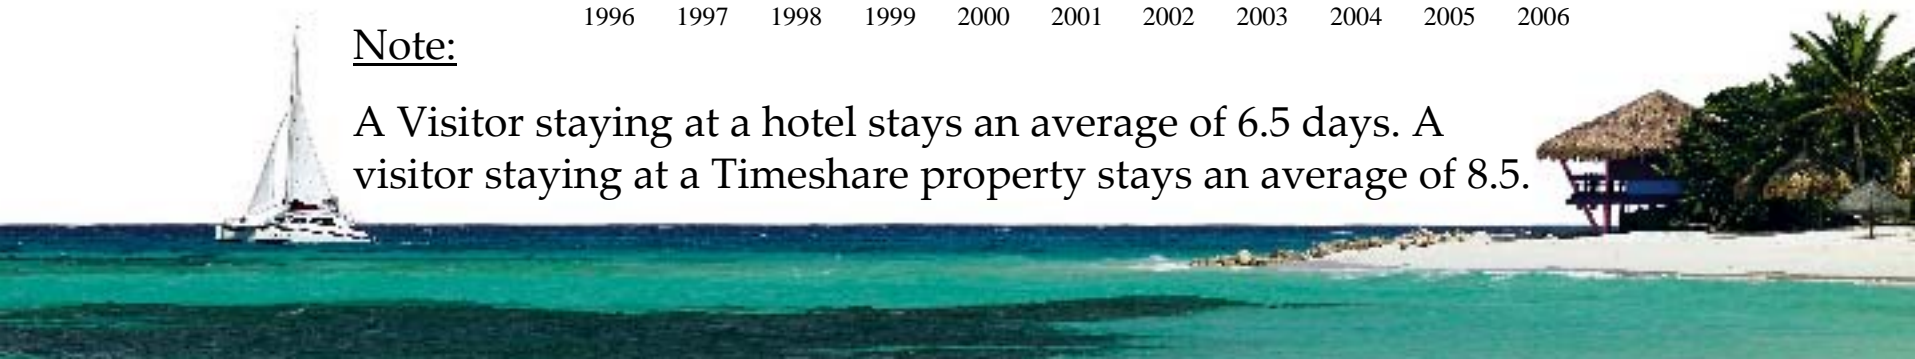 1996 1997 1998 1999 2000 2001 2002 2003 2004 2005 2006
Note:
A Visitor staying at a hotel stays an average of 6.5 days. A
visitor staying at a Timeshare property stays an average of 8.5.